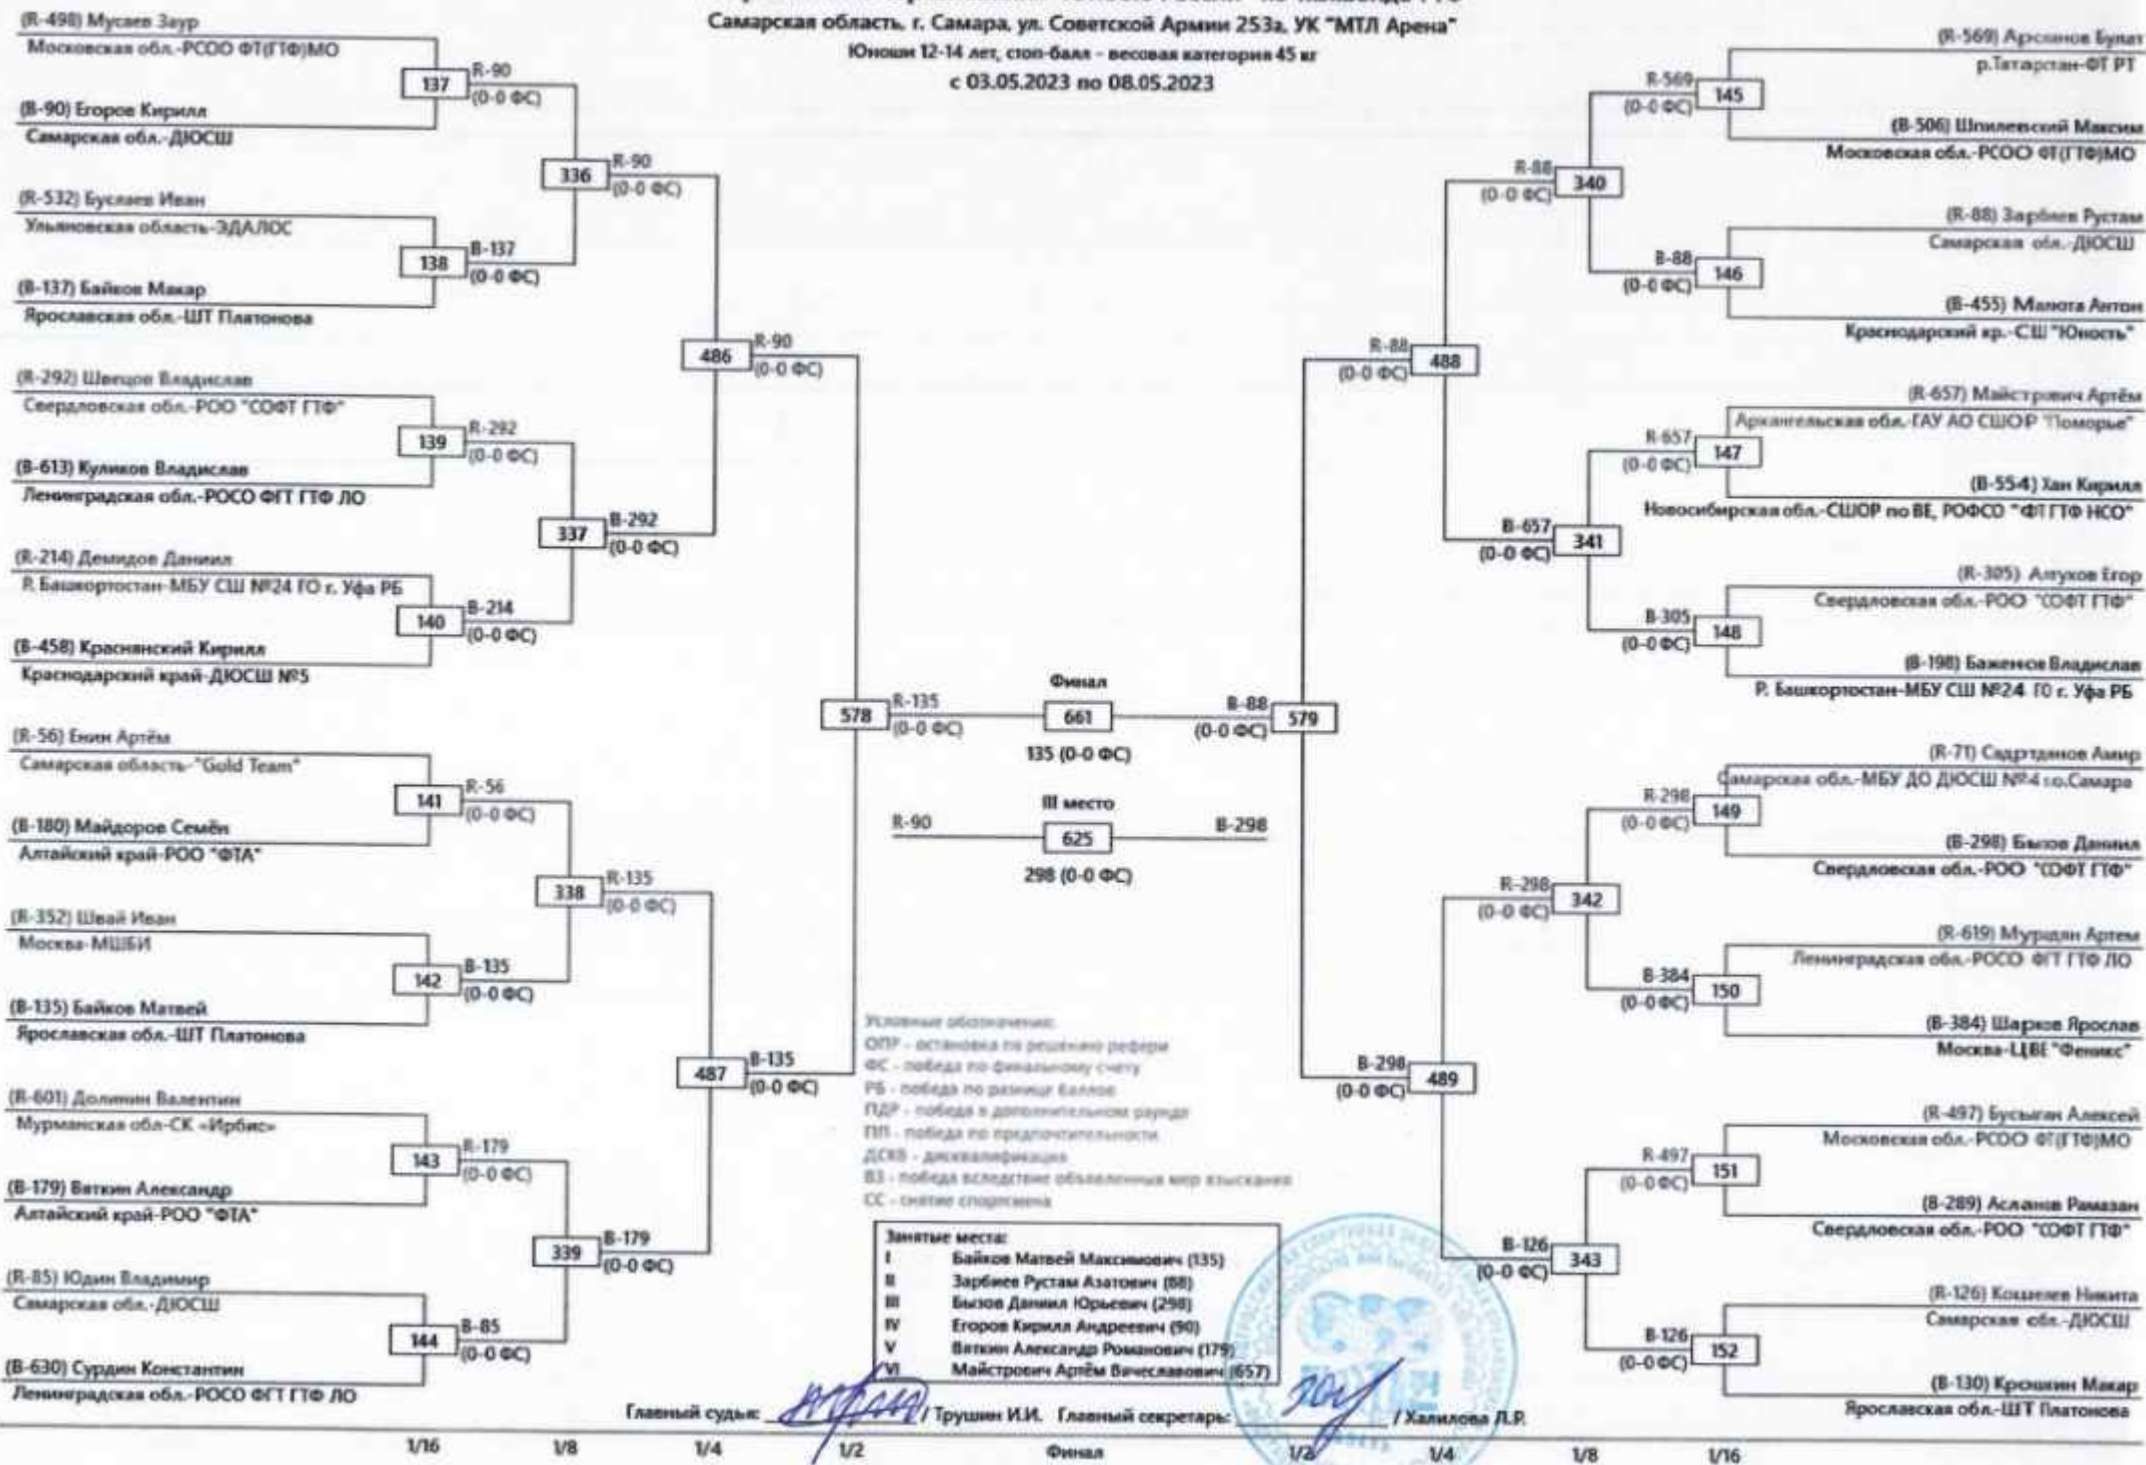 Самарская область, г. Самара, ул. Советской Армии 253а, УК "МТЛ Арена"
Юноши 12-14 лет, стоп-балл - весовая категория 45 кг
с 03.05.2023 по 08.05.2023
(R-498) Мусаев Заур
Московская обл.-РСОО ФТ(ГТФ)МО
137
R-90
(0-0 ФС)
(B-90) Егоров Кирилл
Самарская обл.-ДЮСШ
336
R-90
(0-0 ФС)
(R-532) Буслаев Иван
Ульяновская область-ЭДАЛОС
138
B-137
(0-0 ФС)
(B-137) Байков Макар
Ярославская обл.-ШТ Платонова
486
R-90
(0-0 ФС)
(R-292) Швецов Владислав
Свердловская обл.-РОО "СОФТ ГТФ"
139
R-292
(0-0 ФС)
(B-613) Куликов Владислав
Ленинградская обл.-РОСО ФГТ ГТФ ЛО
337
B-292
(0-0 ФС)
(R-214) Демидов Даниил
Р. Башкортостан-МБУ СШ №24 ГО г. Уфа РБ
140
B-214
(0-0 ФС)
(B-458) Краснянский Кирилл
Краснодарский край-ДЮСШ №5
578
R-135
(0-0 ФС)
(R-56) Енин Артём
Самарская область-"Gold Team"
141
R-56
(0-0 ФС)
(B-180) Майдоров Семён
Алтайский край-РОО "ФТА"
338
R-135
(0-0 ФС)
(R-352) Швай Иван
Москва-МШБИ
142
B-135
(0-0 ФС)
(B-135) Байков Матвей
Ярославская обл.-ШТ Платонова
487
B-135
(0-0 ФС)
(R-601) Долинин Валентин
Мурманская обл-СК «Ирбис»
143
R-179
(0-0 ФС)
(B-179) Вяткин Александр
Алтайский край-РОО "ФТА"
339
B-179
(0-0 ФС)
(R-85) Юдин Владимир
Самарская обл.-ДЮСШ
144
B-85
(0-0 ФС)
(B-630) Сурдин Константин
Ленинградская обл.-РОСО ФГТ ГТФ ЛО
Финал
661
135 (0-0 ФС)
III место
R-90
625
B-298
298 (0-0 ФС)
(R-569) Арсланов Булат
р.Татарстан-ФТ РТ
R-569
(0-0 ФС)
145
(B-506) Шпилевский Максим
Московская обл.-РСОО ФТ(ГТФ)МО
R-88
(0-0 ФС)
340
(R-88) Зарбиев Рустам
Самарская обл.-ДЮСШ
B-88
(0-0 ФС)
146
(B-455) Малюга Антон
Краснодарский кр.-СШ "Юность"
R-88
(0-0 ФС)
488
(R-657) Майстрович Артём
Архангельская обл.-ГАУ АО СШОР "Поморье"
R-657
(0-0 ФС)
147
(B-554) Хан Кирилл
Новосибирская обл.-СШОР по ВЕ, РОФСО "ФТ ГТФ НСО"
B-657
(0-0 ФС)
341
(R-305) Алтухов Егор
Свердловская обл.-РОО "СОФТ ГТФ"
B-305
(0-0 ФС)
148
(B-198) Баженов Владислав
Р. Башкортостан-МБУ СШ №24 ГО г. Уфа РБ
B-88
(0-0 ФС)
579
(R-71) Садртдинов Амир
Самарская обл.-МБУ ДО ДЮСШ №4 г.о.Самара
R-298
(0-0 ФС)
149
(B-298) Бызов Даниил
Свердловская обл.-РОО "СОФТ ГТФ"
R-298
(0-0 ФС)
342
(R-619) Мурадян Артем
Ленинградская обл.-РОСО ФГТ ГТФ ЛО
B-384
(0-0 ФС)
150
(B-384) Шарков Ярослав
Москва-ЦВЕ "Феникс"
B-298
(0-0 ФС)
489
(R-497) Бусыгин Алексей
Московская обл.-РСОО ФТ(ГТФ)МО
R-497
(0-0 ФС)
151
(B-289) Асланов Рамазан
Свердловская обл.-РОО "СОФТ ГТФ"
B-126
(0-0 ФС)
343
(R-126) Кошелев Никита
Самарская обл.-ДЮСШ
B-126
(0-0 ФС)
152
(B-130) Крошкин Макар
Ярославская обл.-ШТ Платонова
Условные обозначения:
ОПР - остановка по решению рефери
ФС - победа по финальному счету
РБ - победа по разнице баллов
ПДР - победа в дополнительном раунде
ПП - победа по предпочтительности
ДСКВ - дисквалификация
ВЗ - победа вследствие объявленных мер взыскания
СС - снятие спортсмена
Занятые места:
I Байков Матвей Максимович (135)
II Зарбиев Рустам Азатович (88)
III Бызов Даниил Юрьевич (298)
IV Егоров Кирилл Андреевич (90)
V Вяткин Александр Романович (179)
VI Майстрович Артём Вячеславович (657)
Главный судья: / Трушин И.И. Главный секретарь: / Халилова Л.Р.
1/16 1/8 1/4 1/2 Финал 1/2 1/4 1/8 1/16